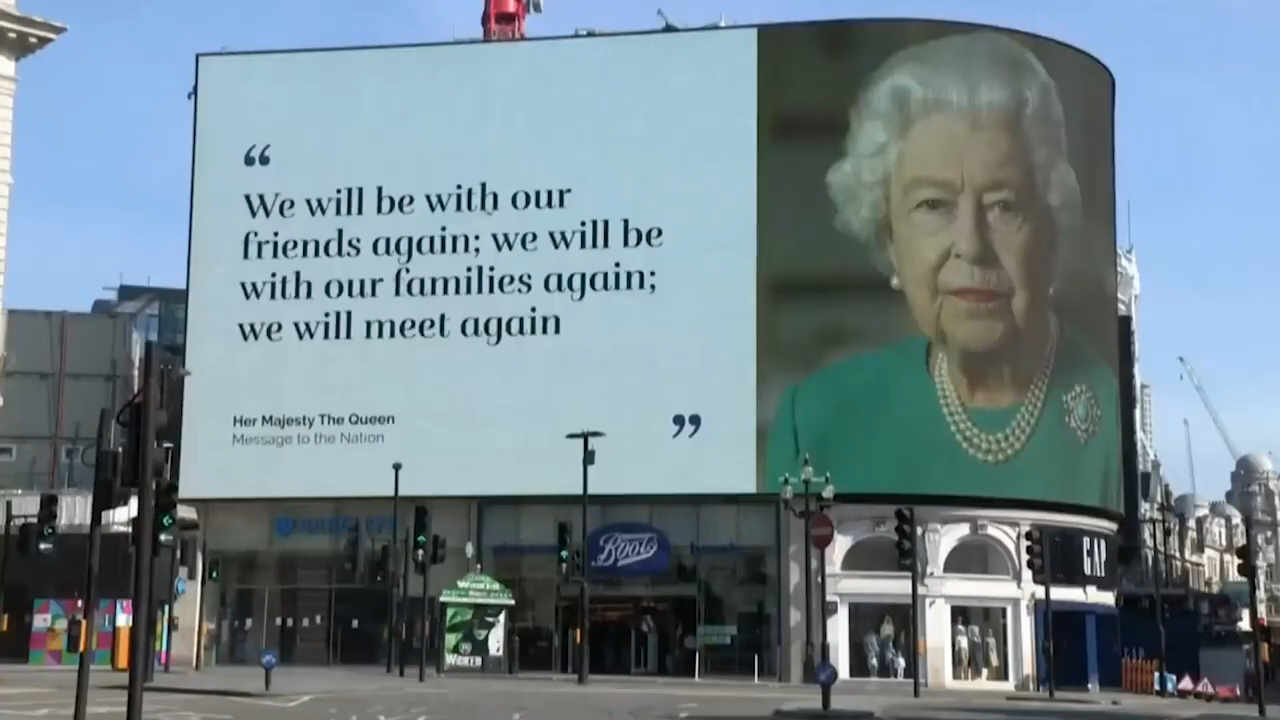 “
We will be with our
friends again; we will be
with our families again;
we will meet again
Her Majesty The Queen
Message to the Nation
”
Boots
GAP
WICKED